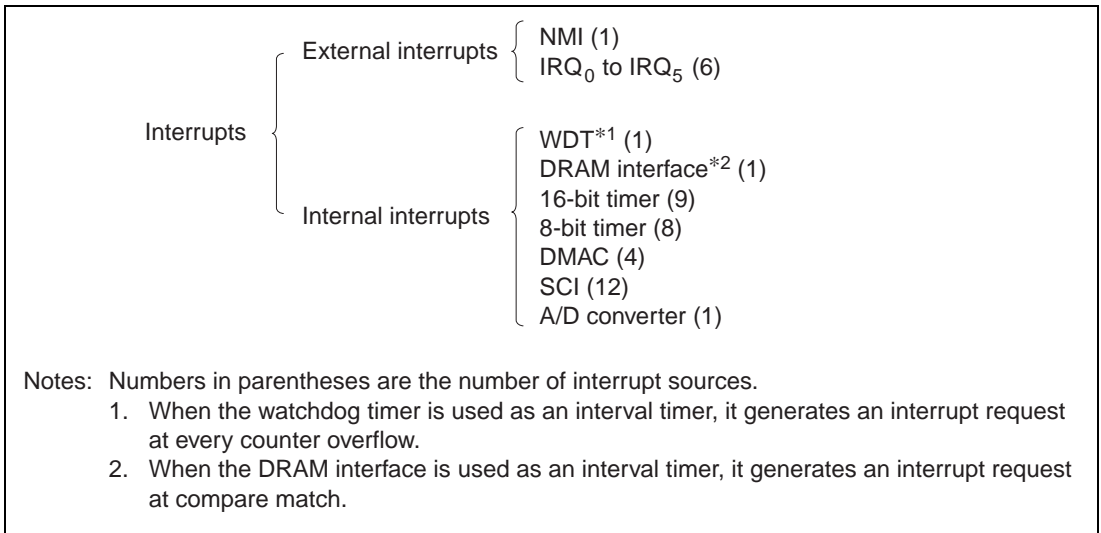 NMI (1)
External interrupts
IRQ₀ to IRQ₅ (6)
Interrupts
WDT*¹ (1)
DRAM interface*² (1)
16-bit timer (9)
Internal interrupts
8-bit timer (8)
DMAC (4)
SCI (12)
A/D converter (1)
Notes: Numbers in parentheses are the number of interrupt sources.
1. When the watchdog timer is used as an interval timer, it generates an interrupt request
at every counter overflow.
2. When the DRAM interface is used as an interval timer, it generates an interrupt request
at compare match.